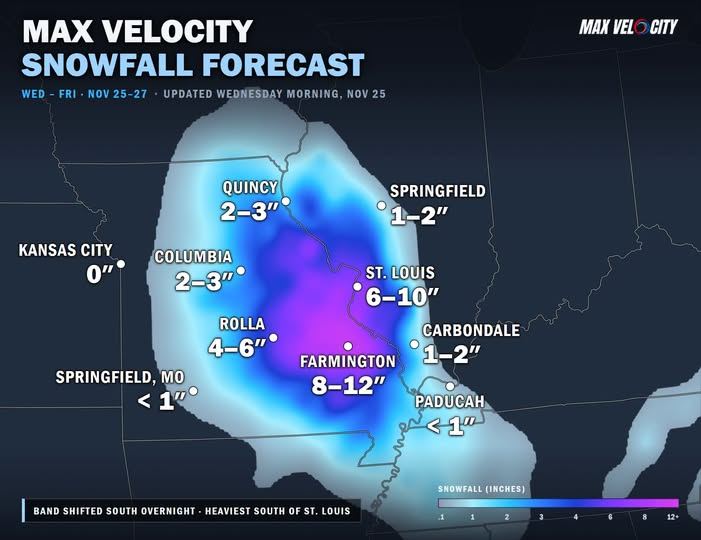 MAX VELOCITY
SNOWFALL FORECAST
WED – FRI · NOV 25–27 · UPDATED WEDNESDAY MORNING, NOV 25
MAX VELOCITY
QUINCY
2–3″
SPRINGFIELD
1–2″
KANSAS CITY
0″
COLUMBIA
2–3″
ST. LOUIS
6–10″
ROLLA
4–6″
CARBONDALE
1–2″
FARMINGTON
8–12″
SPRINGFIELD, MO
< 1″
PADUCAH
< 1″
SNOWFALL (INCHES)
.1 1 2 3 4 6 8 12+
BAND SHIFTED SOUTH OVERNIGHT · HEAVIEST SOUTH OF ST. LOUIS